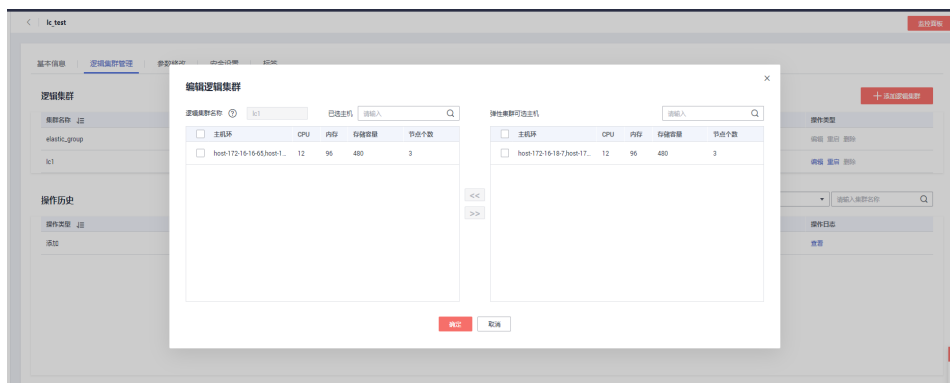 lc_test
监控面板
基本信息 逻辑集群管理 参数修改 安全设置 标签
编辑逻辑集群
逻辑集群
添加逻辑集群
逻辑集群名称 lc1 已选主机 请输入
弹性集群可选主机 请输入
集群名称
操作类型
主机环 CPU 内存 存储容量 节点个数
主机环 CPU 内存 存储容量 节点个数
elastic_group
编辑 重启 删除
host-172-16-16-65,host-1... 12 96 480 3
host-172-16-18-7,host-17... 12 96 480 3
lc1
编辑 重启 删除
<<
>>
操作历史
请输入集群名称
操作类型
操作日志
添加
查看
确定 取消